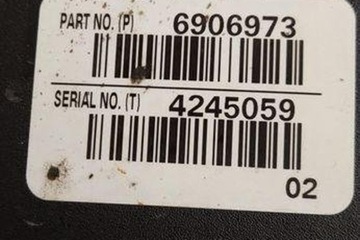 PART NO. (P) 6906973
SERIAL NO. (T) 4245059
02